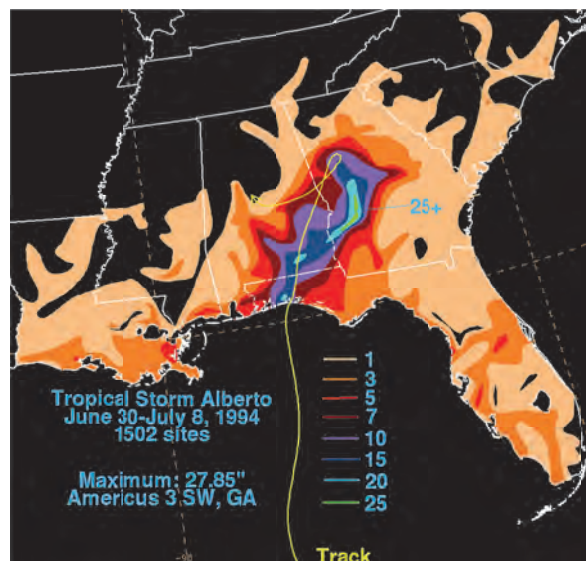 25+
1
3
5
7
10
15
20
25
Tropical Storm Alberto
June 30-July 8, 1994
1502 sites
Maximum: 27.85"
Americus 3 SW, GA
Track